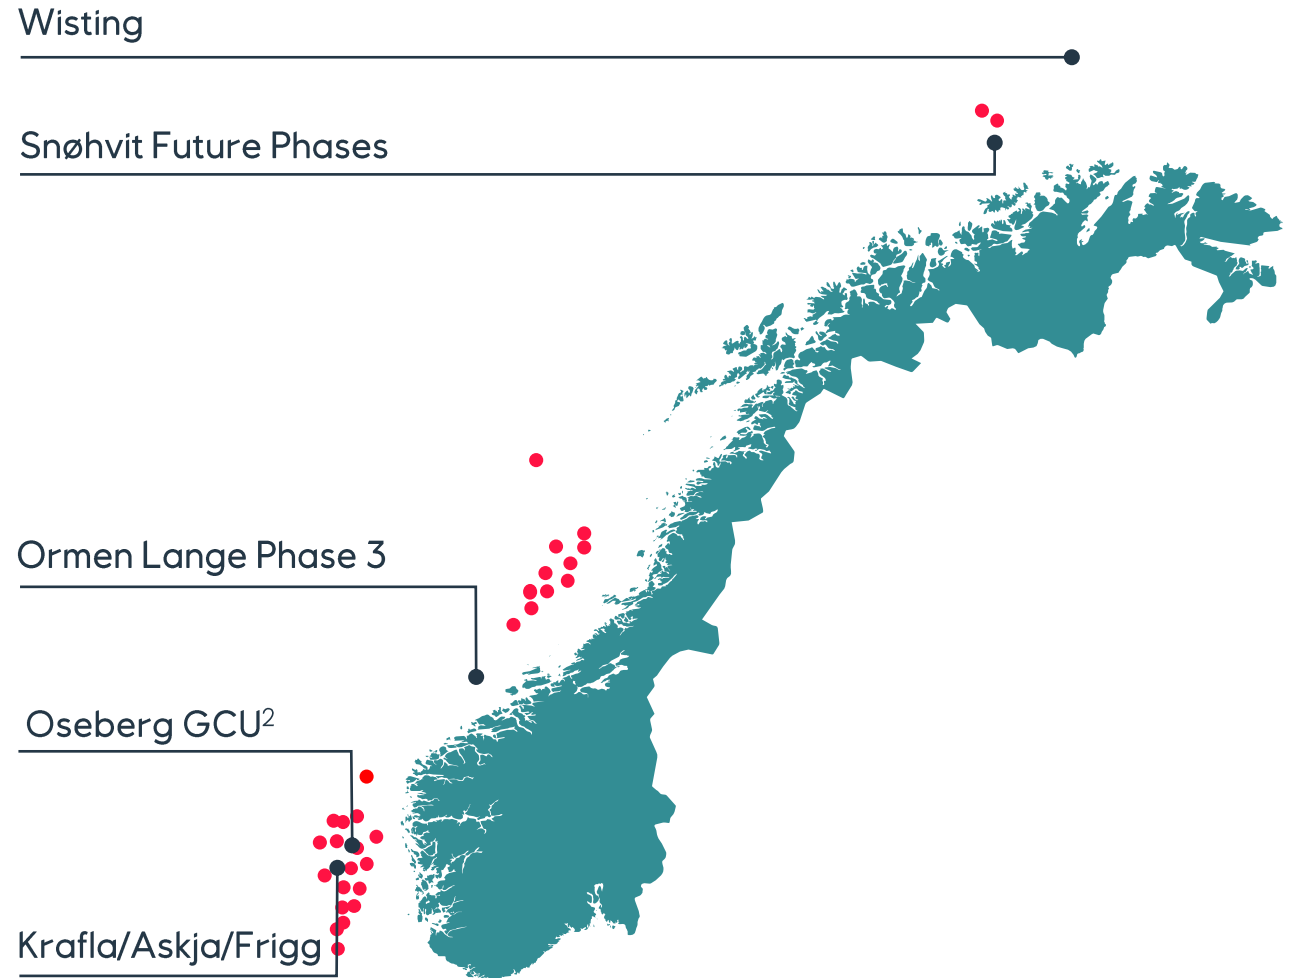 Wisting
Snøhvit Future Phases
Ormen Lange Phase 3
Oseberg GCU²
Krafla/Askja/Frigg